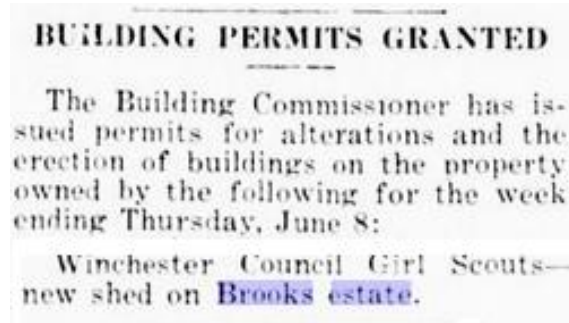 BUILDING PERMITS GRANTED
The Building Commissioner has is-
sued permits for alterations and the
erection of buildings on the property
owned by the following for the week
ending Thursday, June 8:
Winchester Council Girl Scouts—
new shed on Brooks estate.